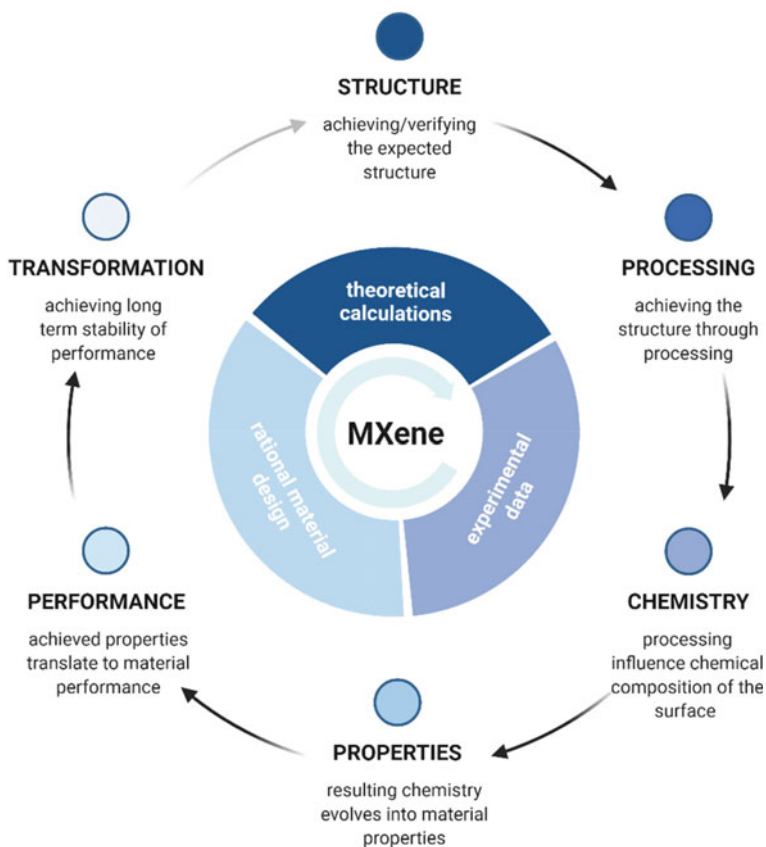 STRUCTURE
achieving/verifying
the expected
structure
PROCESSING
achieving the
structure through
processing
CHEMISTRY
processing
influence chemical
composition of the
surface
PROPERTIES
resulting chemistry
evolves into material
properties
PERFORMANCE
achieved properties
translate to material
performance
TRANSFORMATION
achieving long
term stability of
performance
theoretical
calculations
experimental
data
rational material
design
MXene